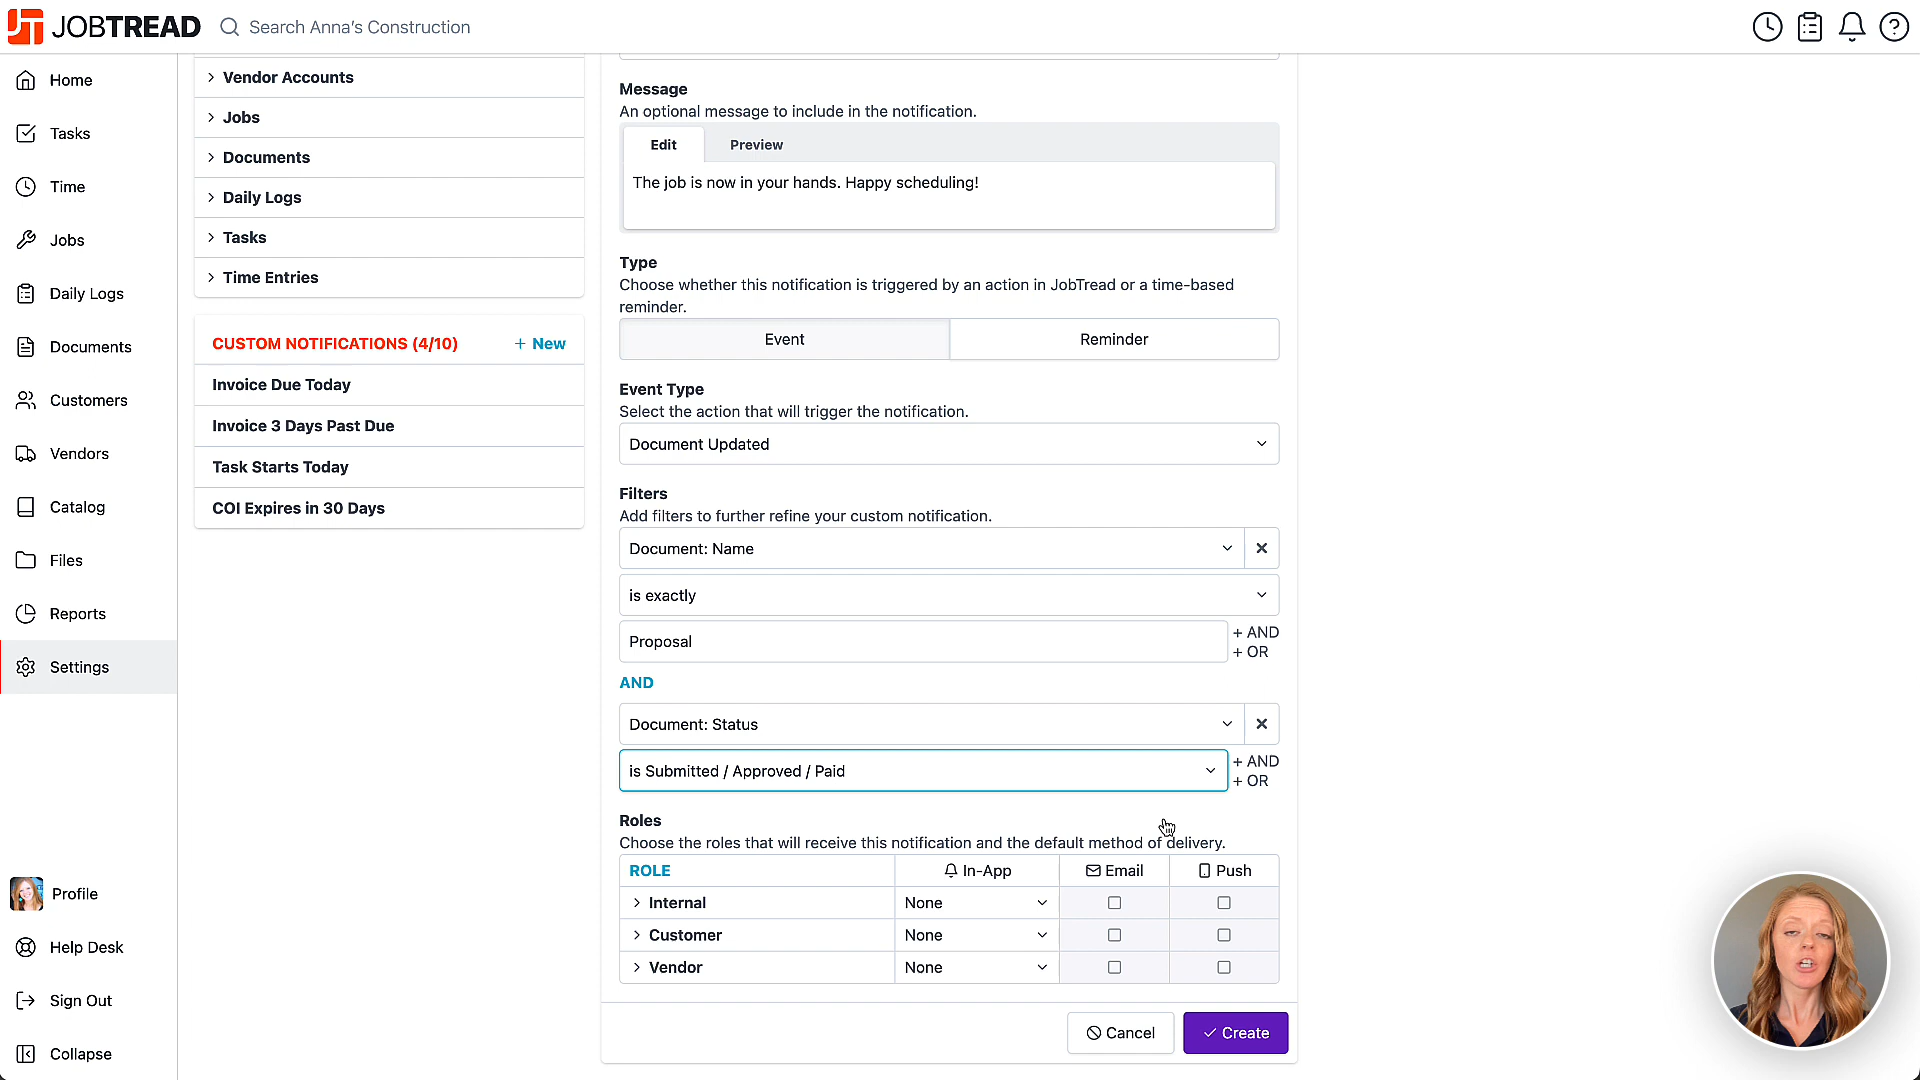 JOBTREAD
Search Anna's Construction
Home
Tasks
Time
Jobs
Daily Logs
Documents
Customers
Vendors
Catalog
Files
Reports
Settings
Profile
Help Desk
Sign Out
Collapse
Vendor Accounts
Jobs
Documents
Daily Logs
Tasks
Time Entries
CUSTOM NOTIFICATIONS (4/10) + New
Invoice Due Today
Invoice 3 Days Past Due
Task Starts Today
COI Expires in 30 Days
Message
An optional message to include in the notification.
Edit Preview
The job is now in your hands. Happy scheduling!
Type
Choose whether this notification is triggered by an action in JobTread or a time-based
reminder.
Event Reminder
Event Type
Select the action that will trigger the notification.
Document Updated
Filters
Add filters to further refine your custom notification.
Document: Name
is exactly
Proposal
+ AND
+ OR
AND
Document: Status
is Submitted / Approved / Paid
+ AND
+ OR
Roles
Choose the roles that will receive this notification and the default method of delivery.
ROLE In-App Email Push
Internal None
Customer None
Vendor None
Cancel Create